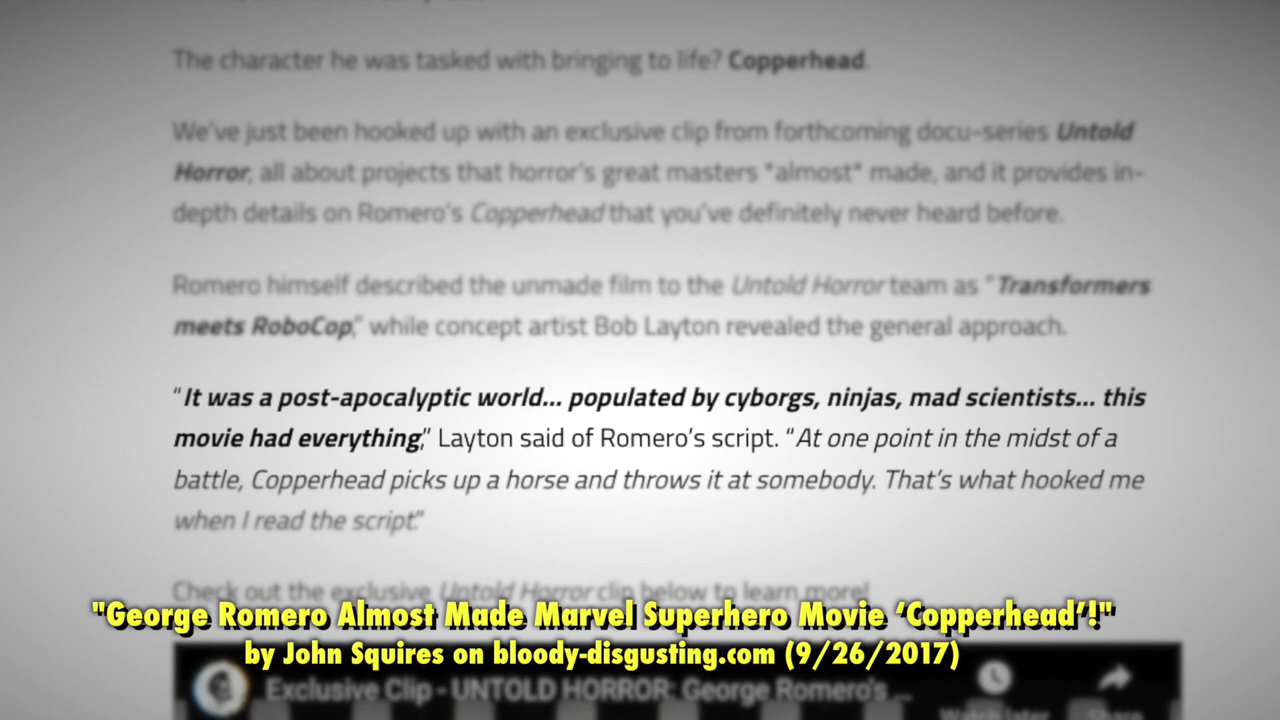 The character he was tasked with bringing to life? Copperhead.
We've just been hooked up with an exclusive clip from forthcoming docu-series Untold
Horror, all about projects that horror's great masters *almost* made, and it provides in-
depth details on Romero's Copperhead that you've definitely never heard before.
Romero himself described the unmade film to the Untold Horror team as "Transformers
meets RoboCop," while concept artist Bob Layton revealed the general approach.
"It was a post-apocalyptic world... populated by cyborgs, ninjas, mad scientists... this
movie had everything," Layton said of Romero's script. "At one point in the midst of a
battle, Copperhead picks up a horse and throws it at somebody. That's what hooked me
when I read the script."
Check out the exclusive Untold Horror clip below to learn more!
"George Romero Almost Made Marvel Superhero Movie ‘Copperhead’!"
by John Squires on bloody-disgusting.com (9/26/2017)
Exclusive Clip - UNTOLD HORROR: George Romero's ...
Watch later Share